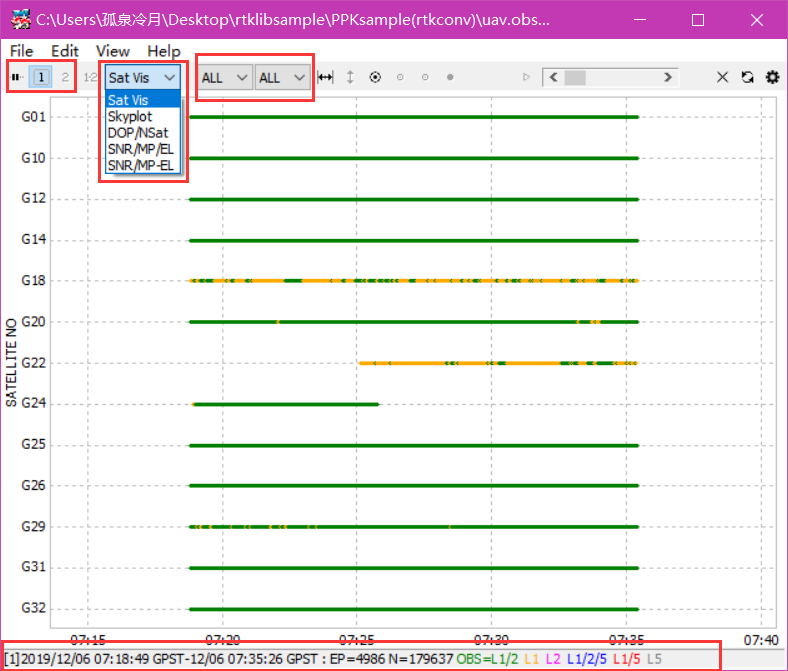 C:\Users\孤泉冷月\Desktop\rtklibsample\PPKsample(rtkconv)\uav.obs...
File Edit View Help
1 2 1-2 Sat Vis ALL ALL
Sat Vis
Skyplot
DOP/NSat
SNR/MP/EL
SNR/MP-EL
SATELLITE NO
G01
G10
G12
G14
G18
G20
G22
G24
G25
G26
G29
G31
G32
07:15 07:20 07:25 07:30 07:35 07:40
[1]2019/12/06 07:18:49 GPST-12/06 07:35:26 GPST : EP=4986 N=179637 OBS=L1/2 L1 L2 L1/2/5 L1/5 L5